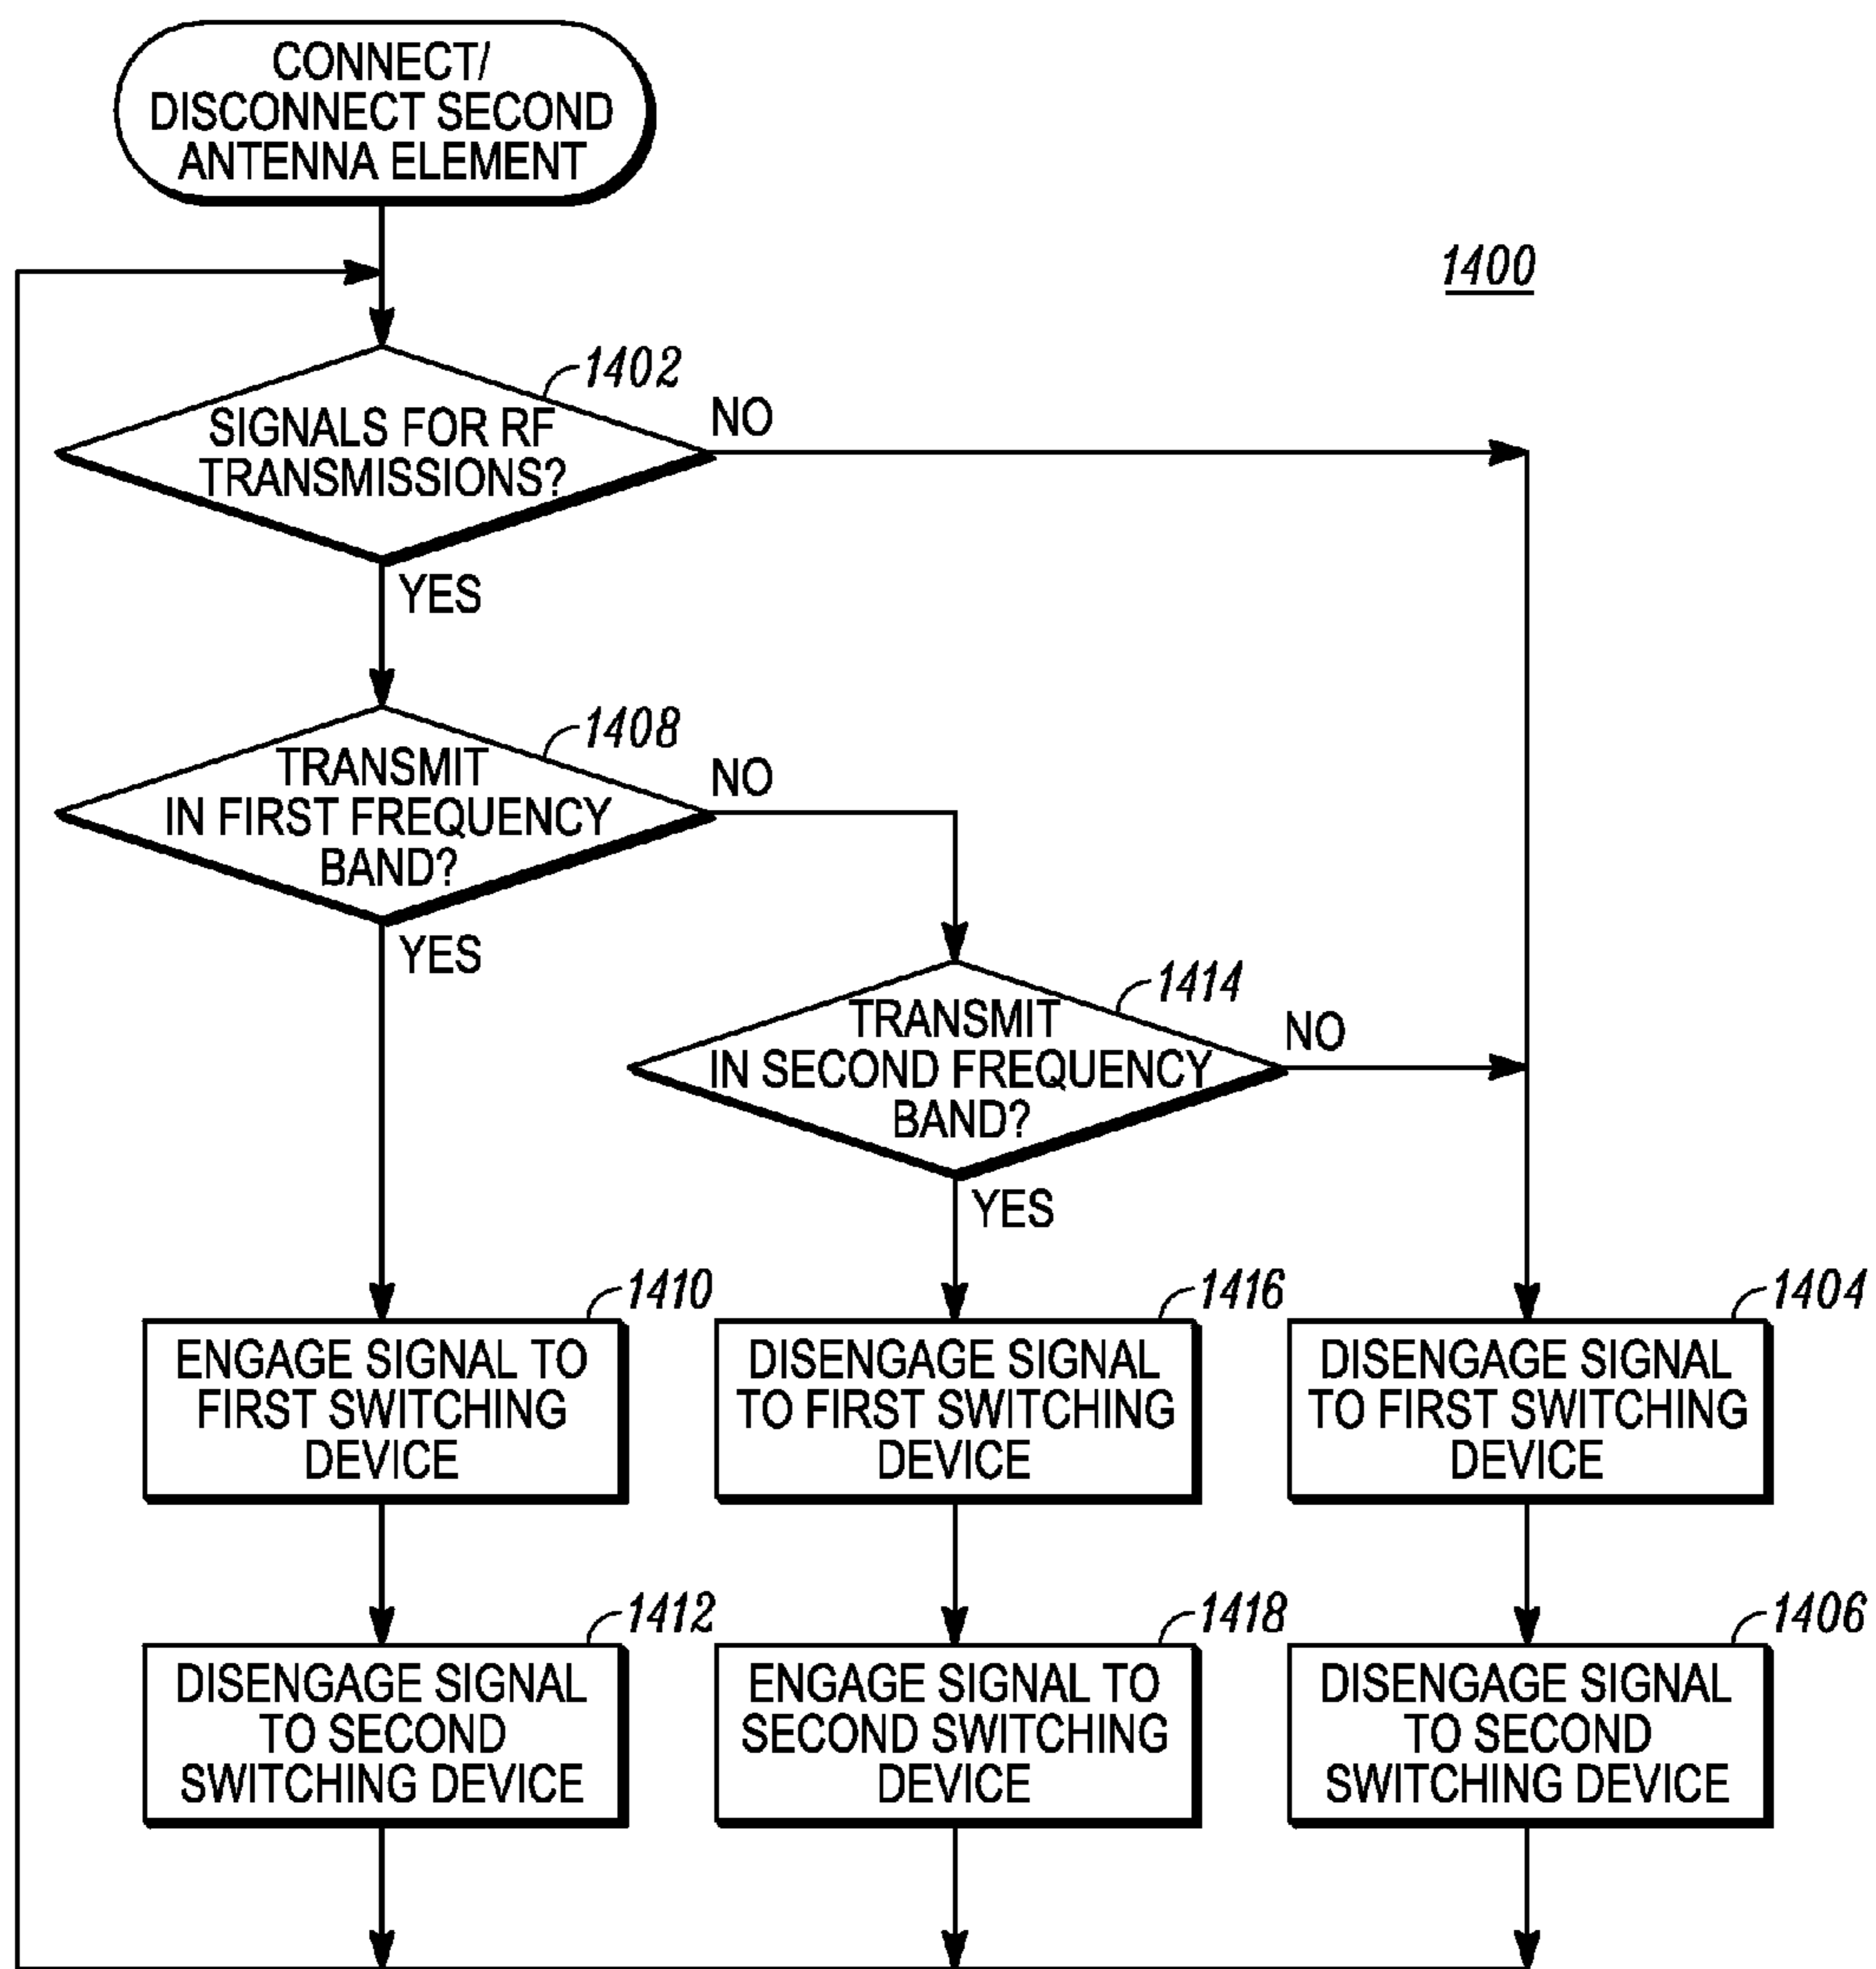 CONNECT/
DISCONNECT SECOND
ANTENNA ELEMENT
1400
1402
SIGNALS FOR RF
TRANSMISSIONS?
NO
YES
1408
TRANSMIT
IN FIRST FREQUENCY
BAND?
NO
YES
1414
TRANSMIT
IN SECOND FREQUENCY
BAND?
NO
YES
1410
ENGAGE SIGNAL TO
FIRST SWITCHING
DEVICE
1416
DISENGAGE SIGNAL
TO FIRST SWITCHING
DEVICE
1404
DISENGAGE SIGNAL
TO FIRST SWITCHING
DEVICE
1412
DISENGAGE SIGNAL
TO SECOND
SWITCHING DEVICE
1418
ENGAGE SIGNAL TO
SECOND SWITCHING
DEVICE
1406
DISENGAGE SIGNAL
TO SECOND
SWITCHING DEVICE